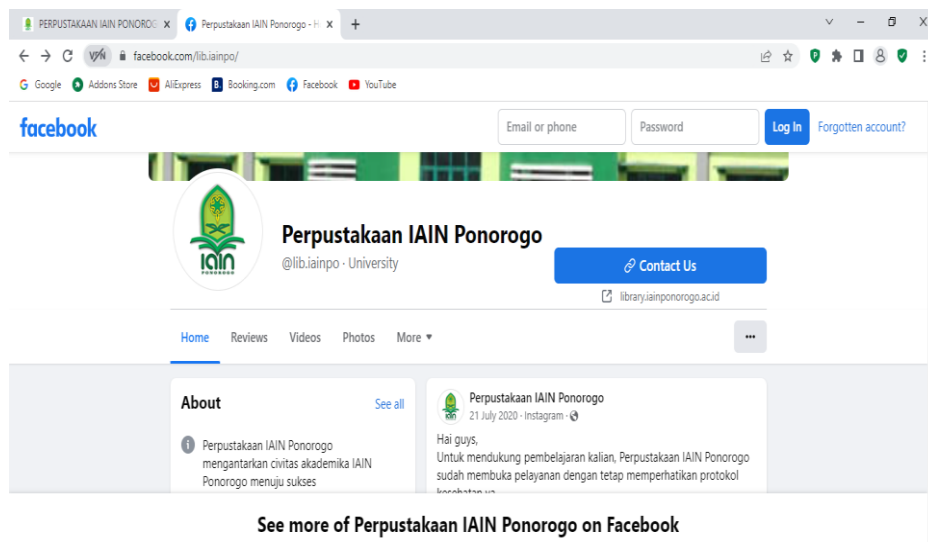 PERPUSTAKAAN IAIN PONOROG
Perpustakaan IAIN Ponorogo - H
facebook.com/lib.iainpo/
Google Addons Store AliExpress Booking.com Facebook YouTube
facebook
Email or phone
Password
Log In
Forgotten account?
iain
PONOROGO
Perpustakaan IAIN Ponorogo
@lib.iainpo · University
Contact Us
library.iainponorogo.ac.id
Home Reviews Videos Photos More
About
See all
Perpustakaan IAIN Ponorogo
mengantarkan civitas akademika IAIN
Ponorogo menuju sukses
Perpustakaan IAIN Ponorogo
21 July 2020 · Instagram ·
Hai guys,
Untuk mendukung pembelajaran kalian, Perpustakaan IAIN Ponorogo
sudah membuka pelayanan dengan tetap memperhatikan protokol
kesehatan ya
See more of Perpustakaan IAIN Ponorogo on Facebook